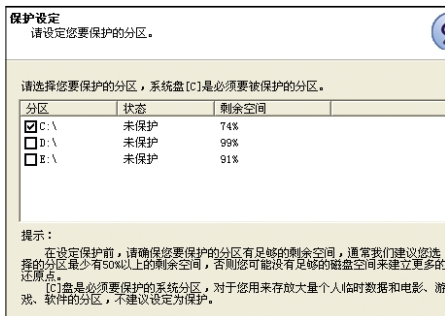 保护设定
请设定您要保护的分区。
请选择您要保护的分区，系统盘[C]是必须要被保护的分区。
分区 状态 剩余空间
C:\ 未保护 74%
D:\ 未保护 99%
E:\ 未保护 91%
提示：
在设定保护前，请确保您要保护的分区有足够的剩余空间，通常我们建议您选
择的分区最少有50%以上的剩余空间，否则您可能没有足够的磁盘空间来建立更多的
还原点。
[C]盘是必须要保护的系统分区，对于您用来存放大量个人临时数据和电影、游
戏、软件的分区，不建议设定为保护。